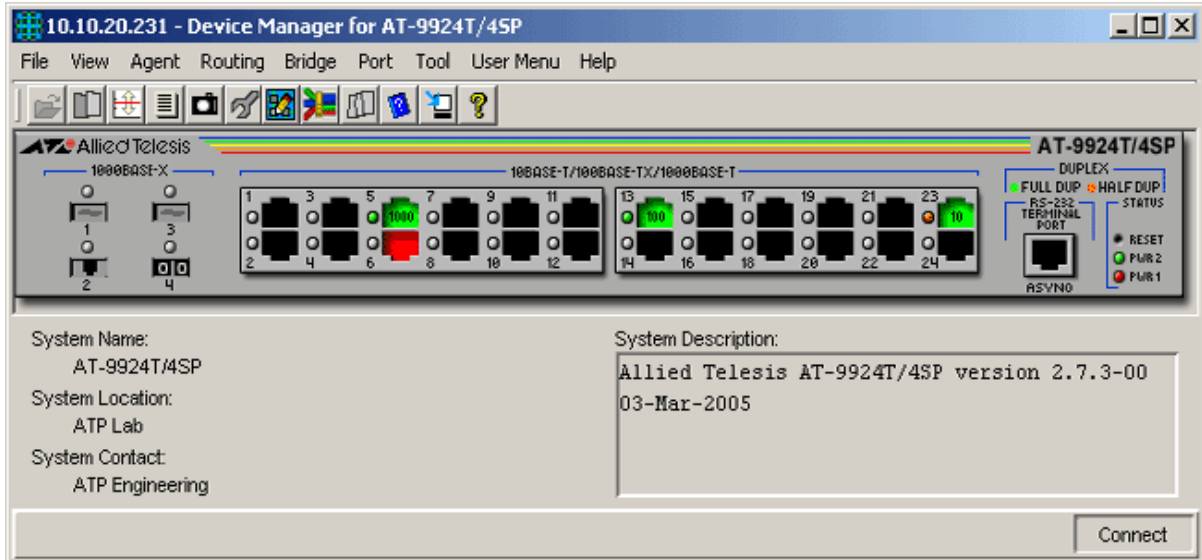 10.10.20.231 - Device Manager for AT-9924T/4SP
File View Agent Routing Bridge Port Tool User Menu Help
Allied Telesis
AT-9924T/4SP
1000BASE-X
10BASE-T/100BASE-TX/1000BASE-T
DUPLEX
FULL DUP HALF DUP
RS-232
TERMINAL
PORT
STATUS
1 3 5 7 9 11 13 15 17 19 21 23
1000 100 10
1 3
RESET
PWR 2
PWR 1
2 4 6 8 10 12 14 16 18 20 22 24
2 4
ASYN0
System Name:
AT-9924T/4SP
System Location:
ATP Lab
System Contact:
ATP Engineering
System Description:
Allied Telesis AT-9924T/4SP version 2.7.3-00
03-Mar-2005
Connect